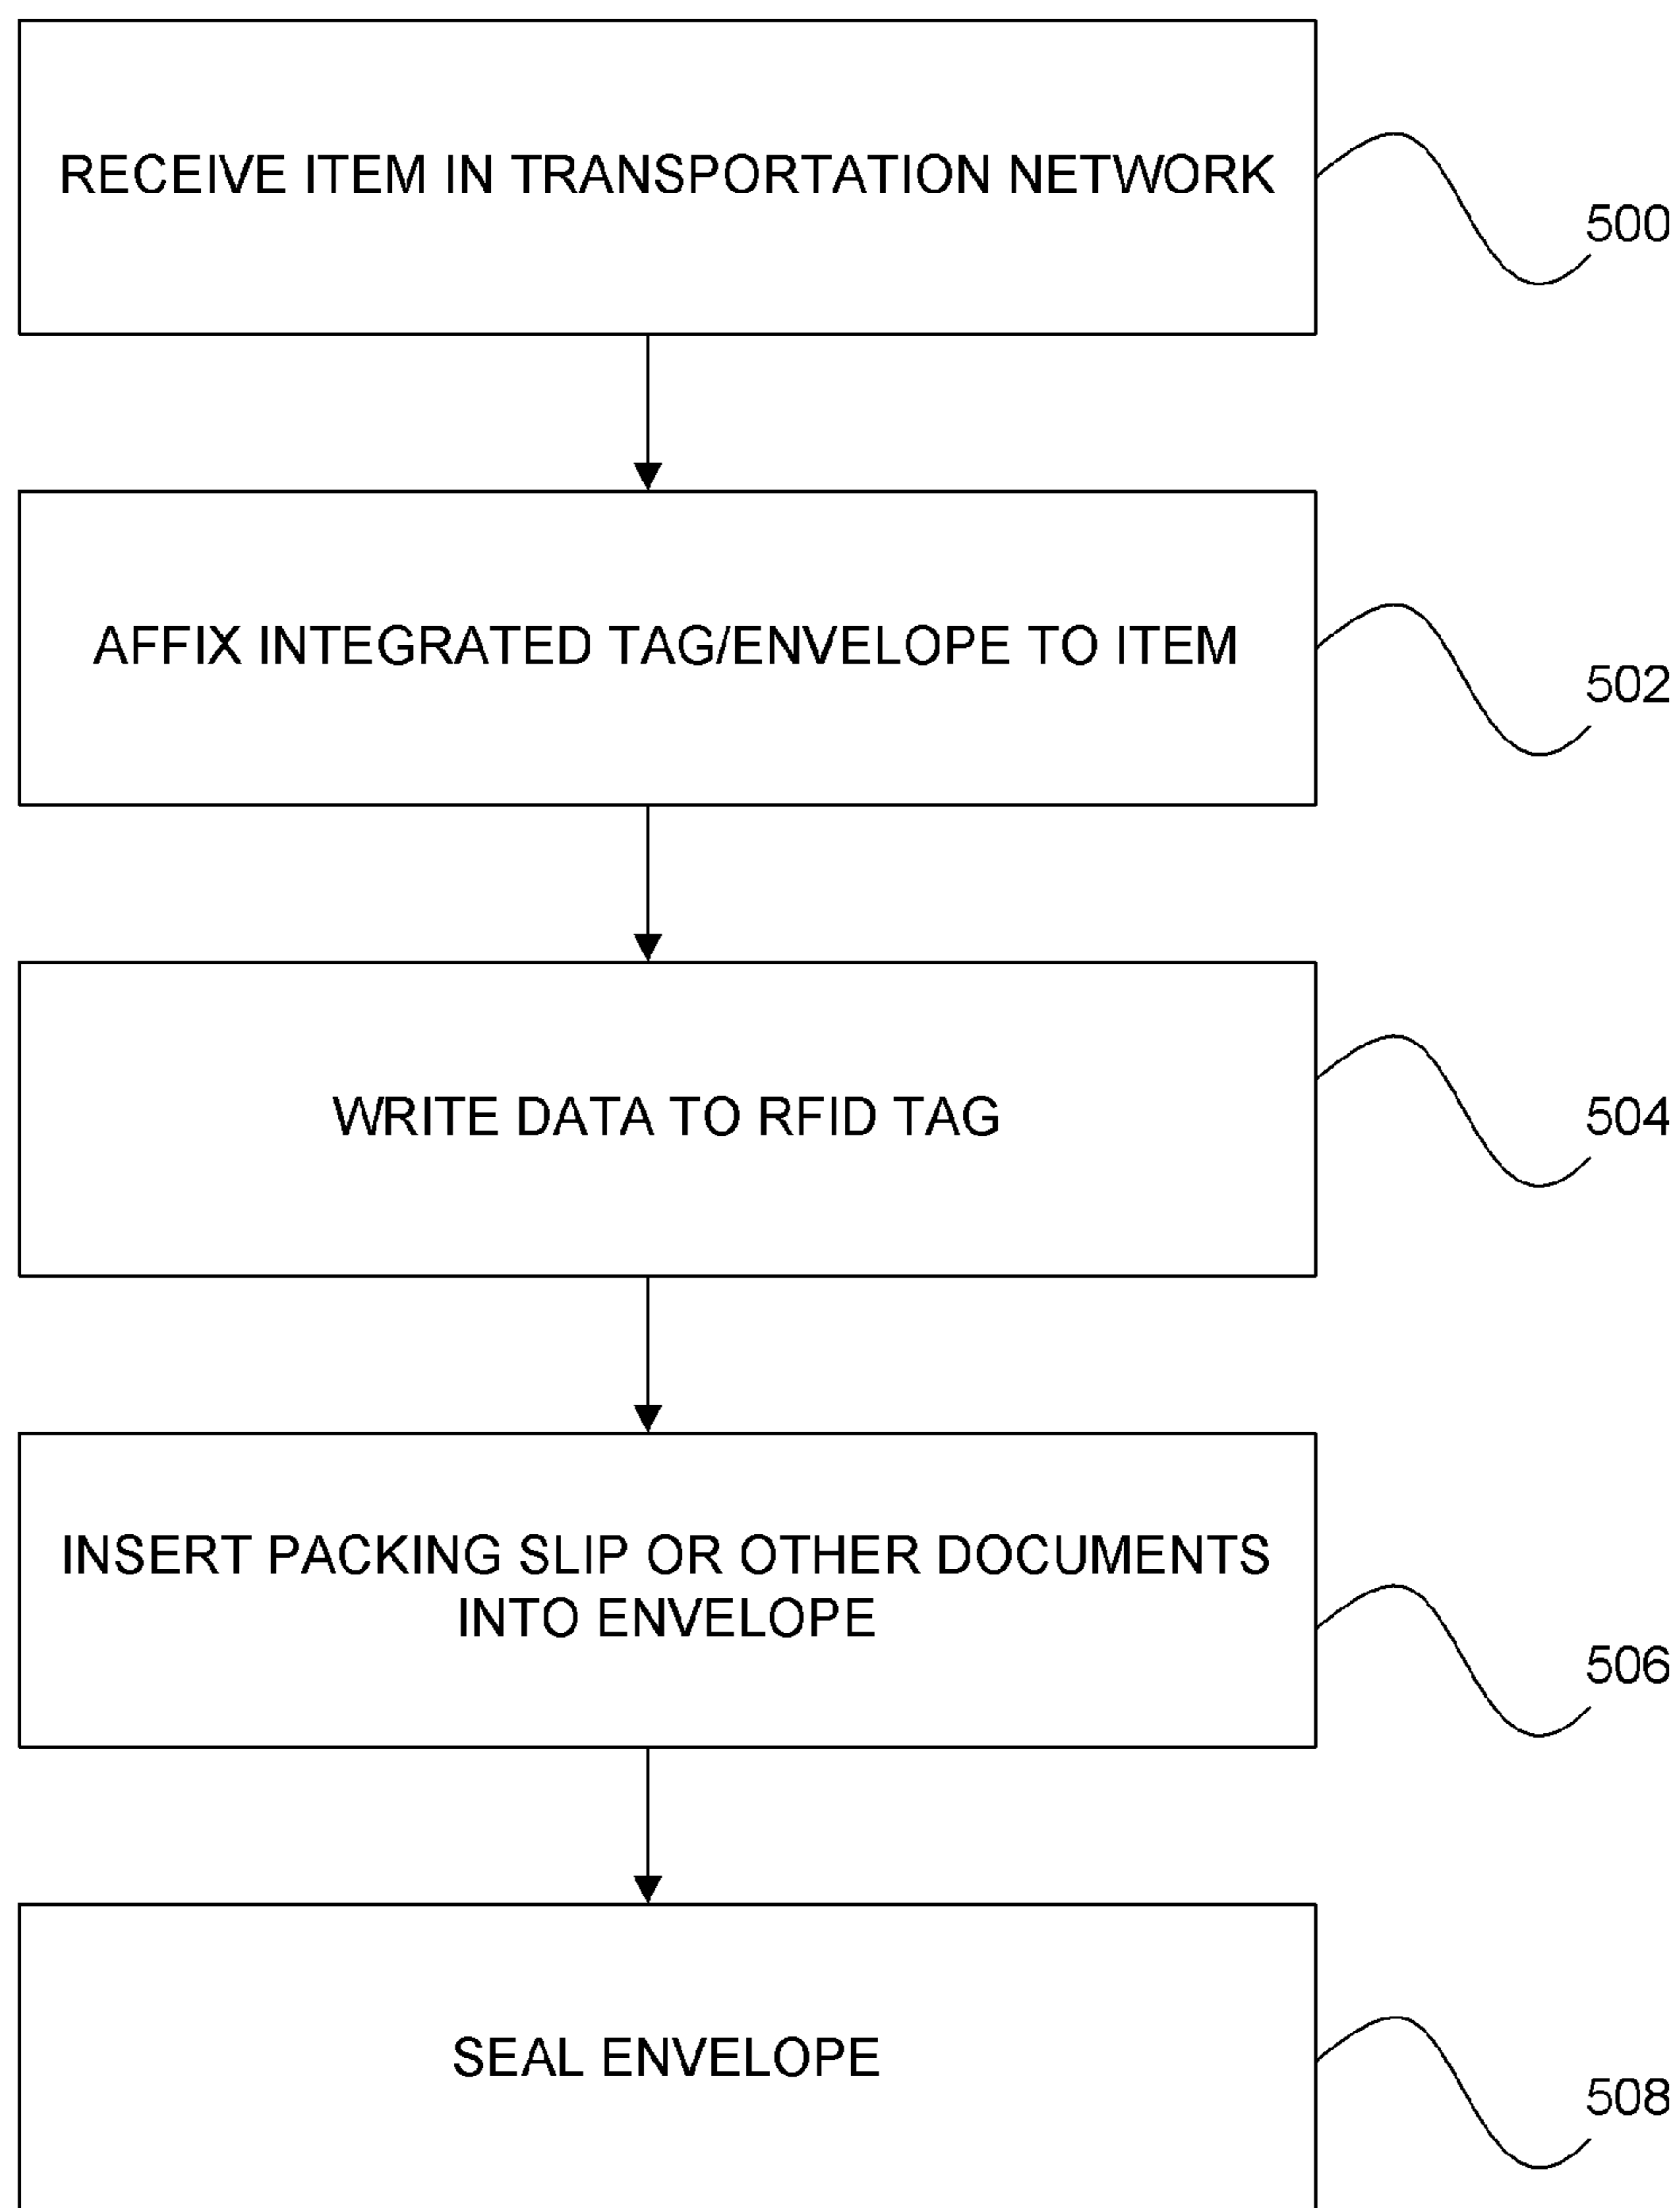 RECEIVE ITEM IN TRANSPORTATION NETWORK
500
AFFIX INTEGRATED TAG/ENVELOPE TO ITEM
502
WRITE DATA TO RFID TAG
504
INSERT PACKING SLIP OR OTHER DOCUMENTS
INTO ENVELOPE
506
SEAL ENVELOPE
508